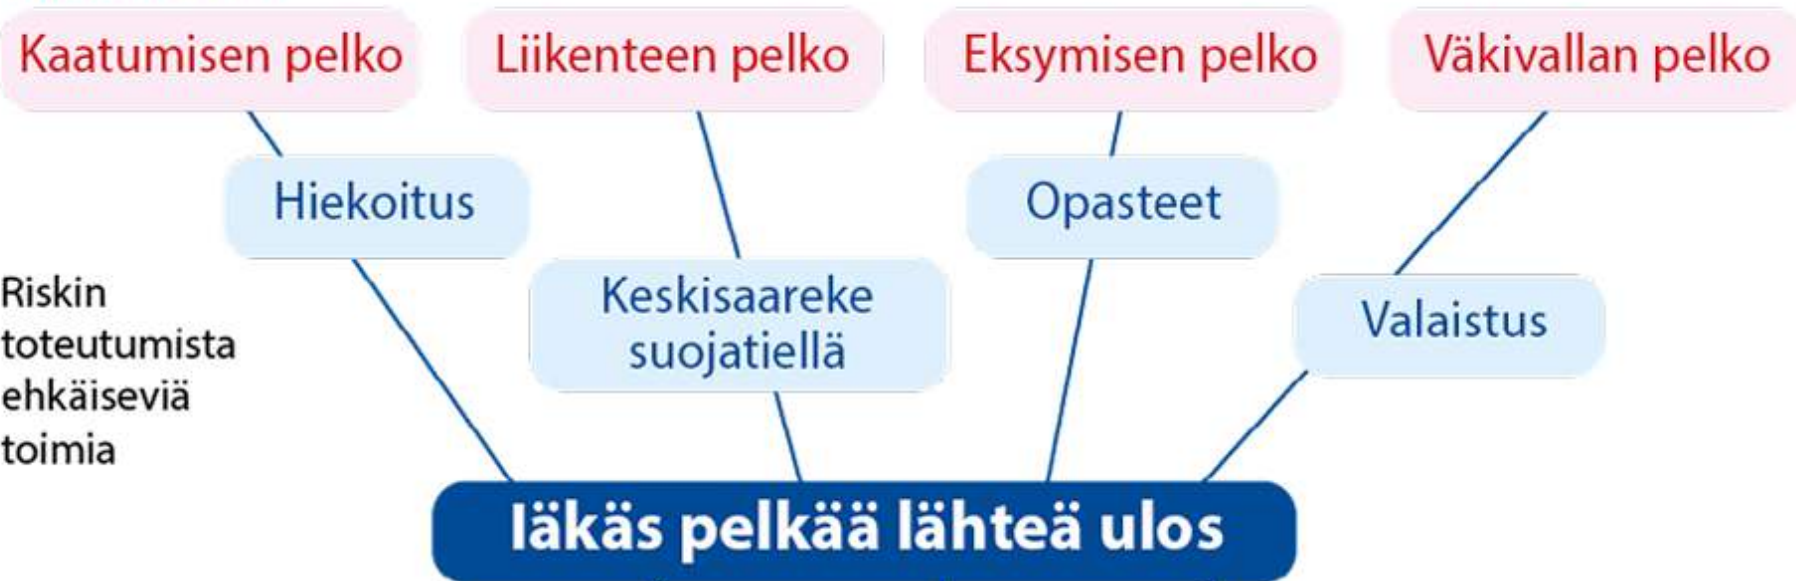 Kaatumisen pelko
Liikenteen pelko
Eksymisen pelko
Väkivallan pelko
Hiekoitus
Opasteet
Keskisaareke
suojatiellä
Valaistus
Riskin
toteutumista
ehkäiseviä
toimia
Iäkäs pelkää lähteä ulos